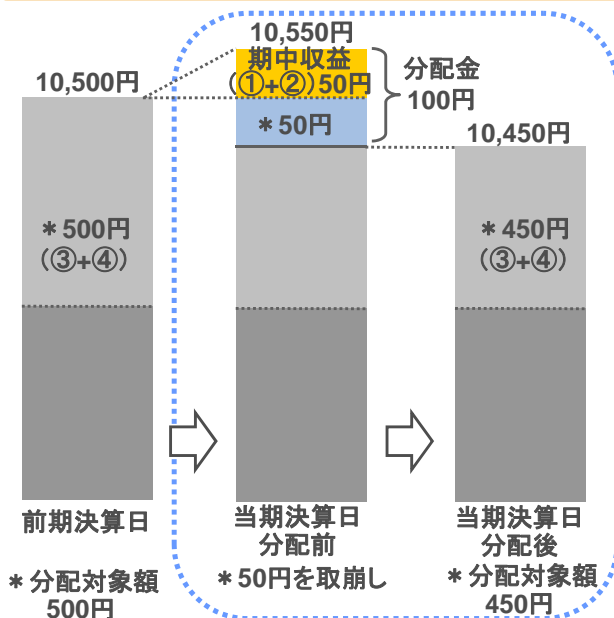 10,500円
＊500円
（③+④）
前期決算日
＊分配対象額
500円
10,550円
期中収益
（①+②）50円
＊50円
分配金
100円
当期決算日
分配前
＊50円を取崩し
10,450円
＊450円
（③+④）
当期決算日
分配後
＊分配対象額
450円